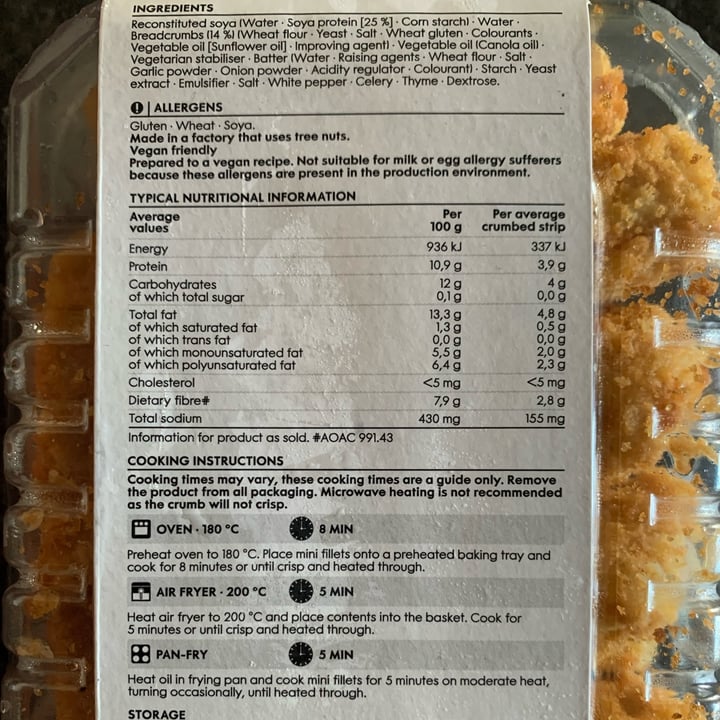 INGREDIENTS
Reconstituted soya (Water · Soya protein [25 %] · Corn starch) · Water ·
Breadcrumbs (14 %) (Wheat flour · Yeast · Salt · Wheat gluten · Colourants ·
Vegetable oil [Sunflower oil] · Improving agent) · Vegetable oil (Canola oil) ·
Vegetarian stabiliser · Batter (Water · Raising agents · Wheat flour · Salt ·
Garlic powder · Onion powder · Acidity regulator · Colourant) · Starch · Yeast
extract · Emulsifier · Salt · White pepper · Celery · Thyme · Dextrose.
! | ALLERGENS
Gluten · Wheat · Soya.
Made in a factory that uses tree nuts.
Vegan friendly
Prepared to a vegan recipe. Not suitable for milk or egg allergy sufferers
because these allergens are present in the production environment.
TYPICAL NUTRITIONAL INFORMATION
Average Per Per average
values 100 g crumbed strip
Energy 936 kJ 337 kJ
Protein 10,9 g 3,9 g
Carbohydrates 12 g 4 g
of which total sugar 0,1 g 0,0 g
Total fat 13,3 g 4,8 g
of which saturated fat 1,3 g 0,5 g
of which trans fat 0,0 g 0,0 g
of which monounsaturated fat 5,5 g 2,0 g
of which polyunsaturated fat 6,4 g 2,3 g
Cholesterol <5 mg <5 mg
Dietary fibre# 7,9 g 2,8 g
Total sodium 430 mg 155 mg
Information for product as sold. #AOAC 991.43
COOKING INSTRUCTIONS
Cooking times may vary, these cooking times are a guide only. Remove
the product from all packaging. Microwave heating is not recommended
as the crumb will not crisp.
OVEN · 180 °C 8 MIN
Preheat oven to 180 °C. Place mini fillets onto a preheated baking tray and
cook for 8 minutes or until crisp and heated through.
AIR FRYER · 200 °C 5 MIN
Heat air fryer to 200 °C and place contents into the basket. Cook for
5 minutes or until crisp and heated through.
PAN-FRY 5 MIN
Heat oil in frying pan and cook mini fillets for 5 minutes on moderate heat,
turning occasionally, until heated through.
STORAGE